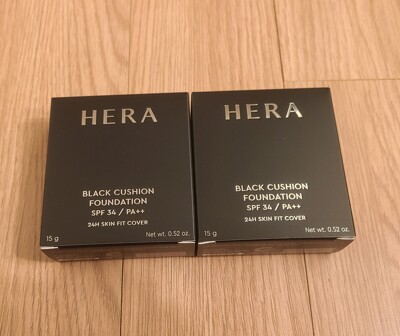 HERA
BLACK CUSHION
FOUNDATION
SPF 34 / PA++
24H SKIN FIT COVER
15 g
Net wt. 0.52 oz.
HERA
BLACK CUSHION
FOUNDATION
SPF 34 / PA++
24H SKIN FIT COVER
15 g
Net wt. 0.52 oz.